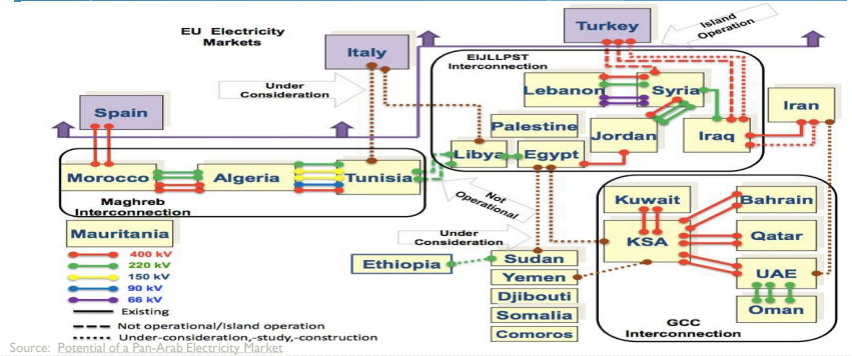 EU Electricity
Markets
Italy
Turkey
Island
Operation
EIJLLPST
Interconnection
Under
Consideration
Lebanon
Syria
Iran
Spain
Palestine
Jordan
Iraq
Libya
Egypt
Morocco
Algeria
Tunisia
Maghreb
Interconnection
Not
Operational
Mauritania
Kuwait
Bahrain
KSA
Qatar
Under
Consideration
Ethiopia
Sudan
Yemen
Djibouti
Somalia
Comoros
UAE
Oman
GCC
Interconnection
400 kV
220 kV
150 kV
90 kV
66 kV
Existing
Not operational/Island operation
Under-consideration,-study,-construction
Source: Potential of a Pan-Arab Electricity Market